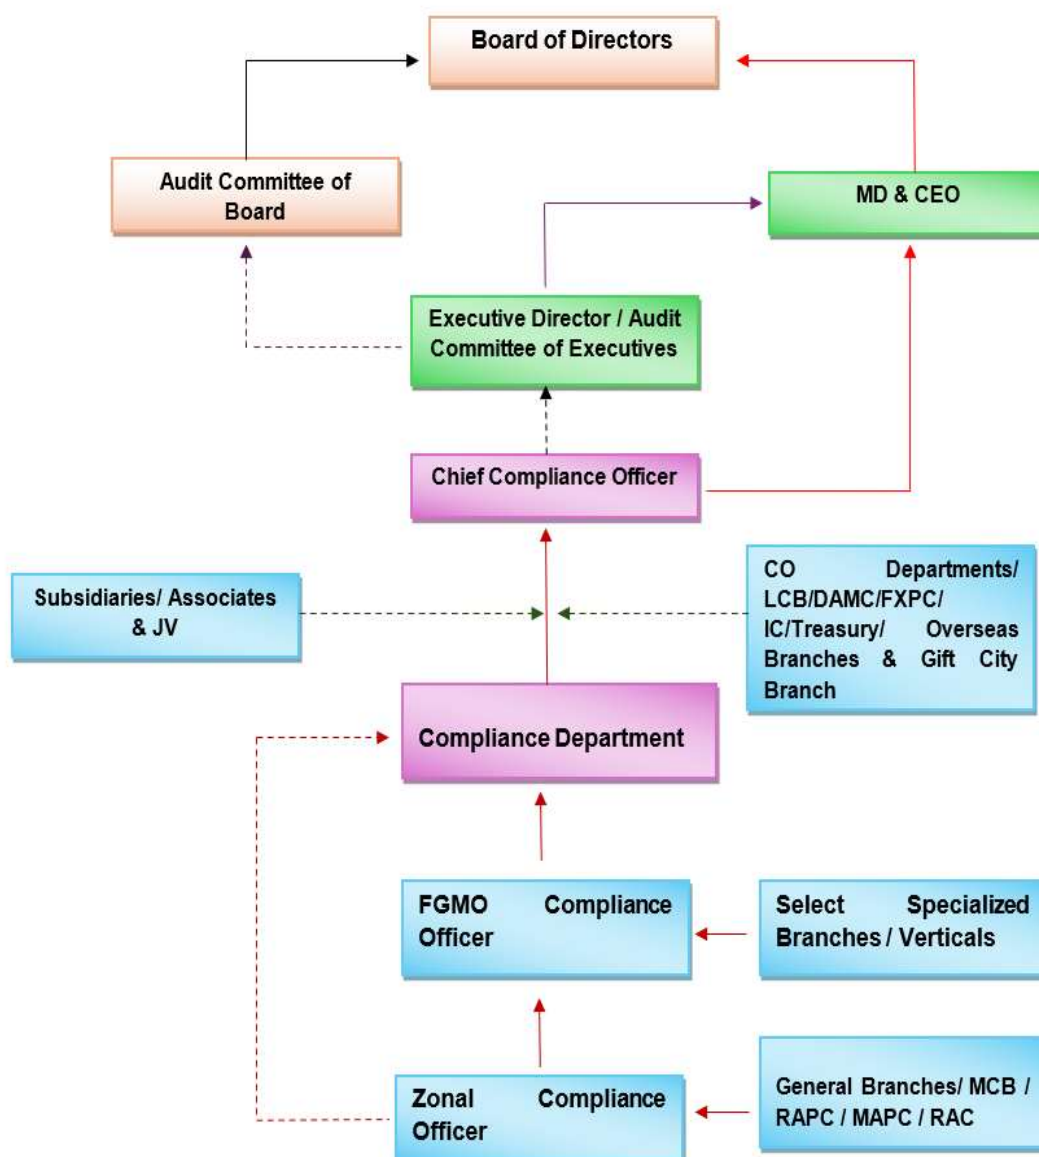 Board of Directors
Audit Committee of
Board
MD & CEO
Executive Director / Audit
Committee of Executives
Chief Compliance Officer
Subsidiaries/ Associates
& JV
CO Departments/
LCB/DAMC/FXPC/
IC/Treasury/ Overseas
Branches & Gift City
Branch
Compliance Department
FGMO Compliance
Officer
Select Specialized
Branches / Verticals
Zonal Compliance
Officer
General Branches/ MCB /
RAPC / MAPC / RAC